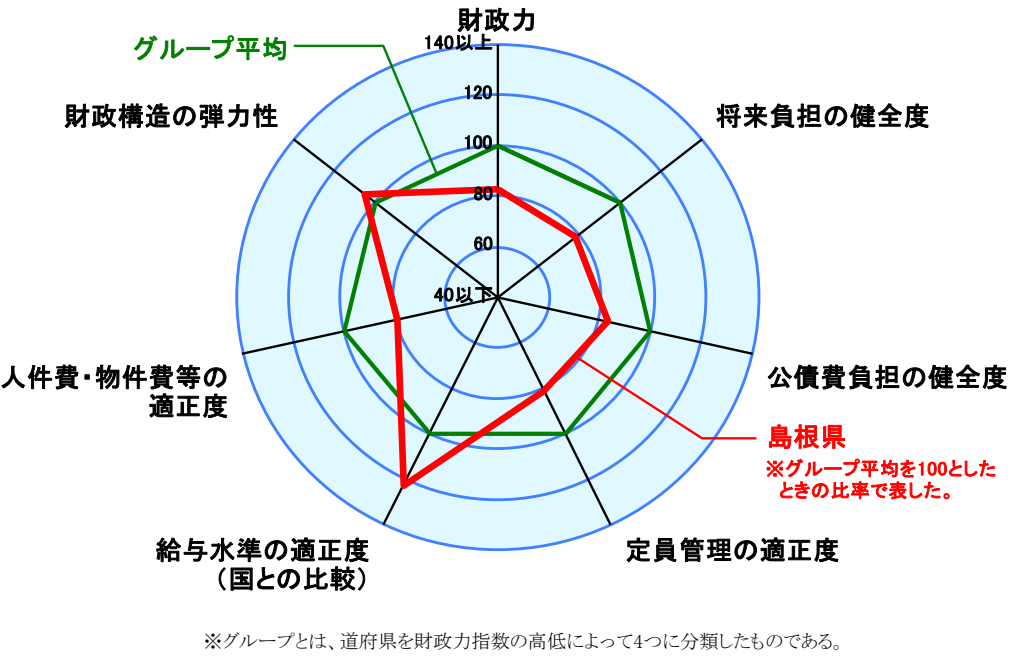 財政力
グループ平均
140以上
120
100
80
60
40以下
財政構造の弾力性
将来負担の健全度
人件費・物件費等の
適正度
公債費負担の健全度
島根県
※グループ平均を100とした
ときの比率で表した。
給与水準の適正度
（国との比較）
定員管理の適正度
※グループとは、道府県を財政力指数の高低によって4つに分類したものである。